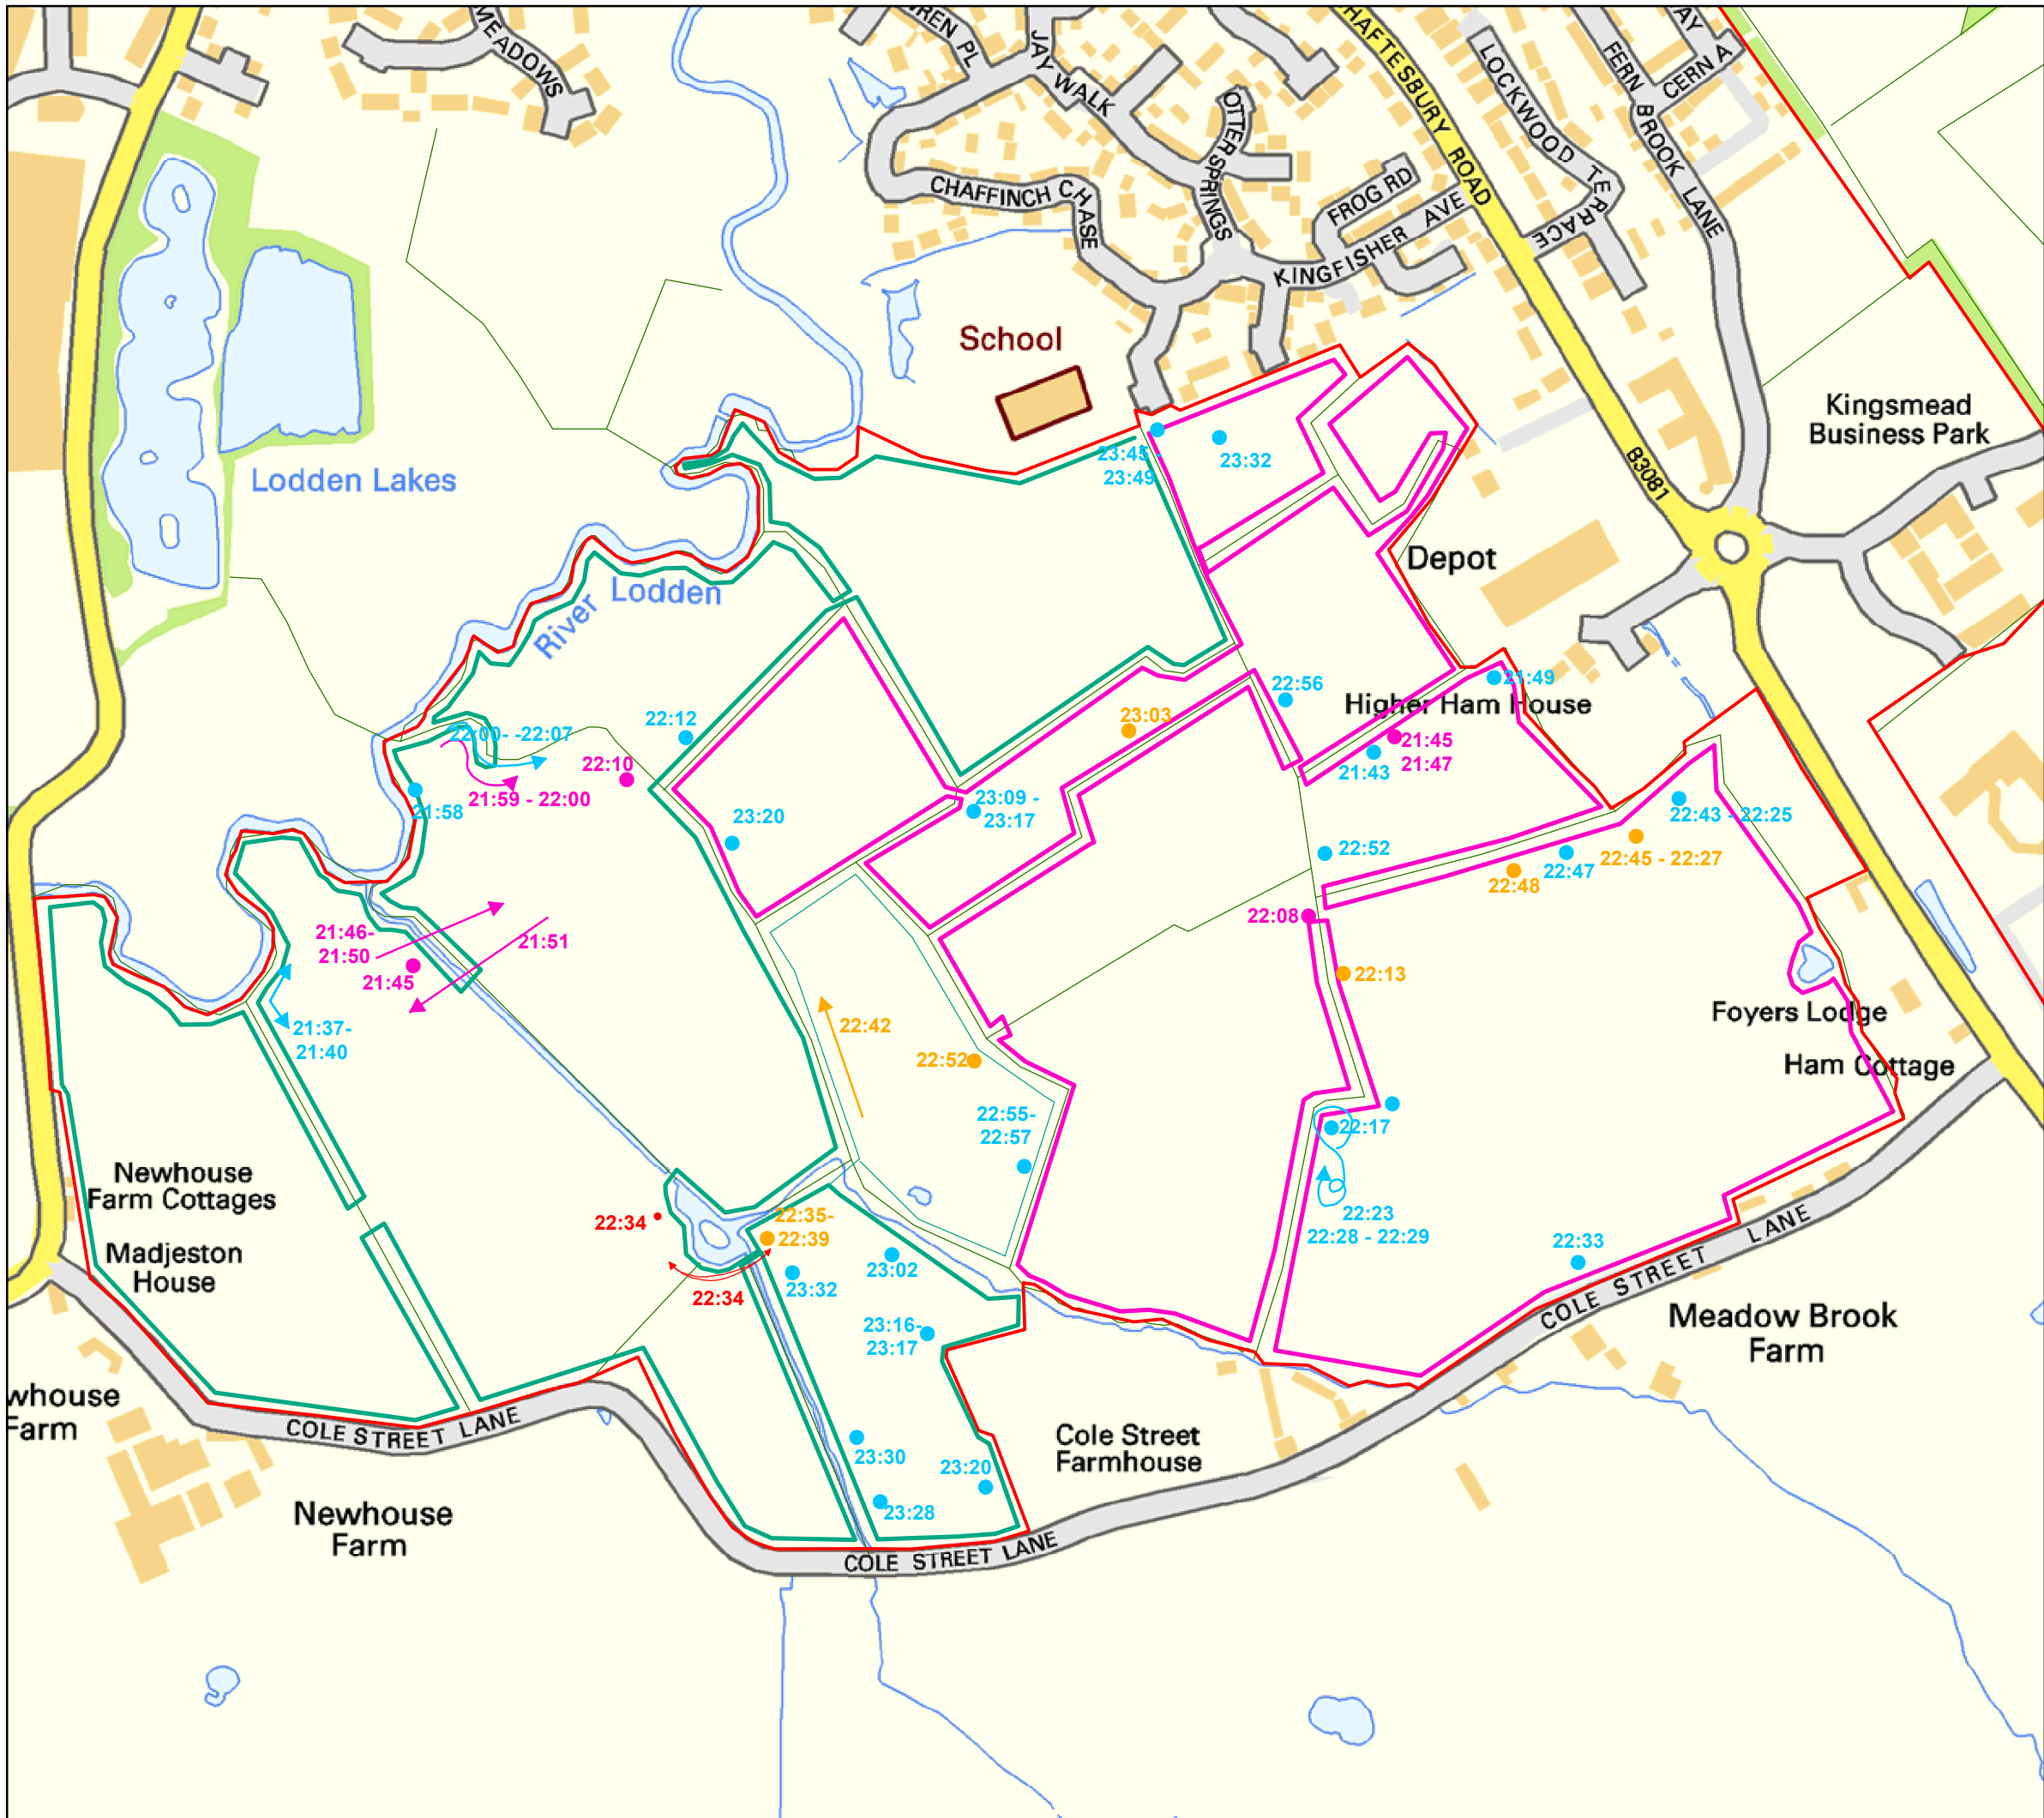 MEADOWS
JAY WALK
CHAFFINCH CHASE
OTTER SPRINGS
FROG RD
KINGFISHER AVE
SHAFTESBURY ROAD
LOCKWOOD TERRACE
FERN BROOK LANE
School
Kingsmead
Business Park
B3081
Lodden Lakes
23:45 -
23:49
23:32
Depot
River Lodden
22:56
21:49
Higher Ham House
22:12
22:00- -22:07
23:03
21:45
21:47
21:43
22:10
21:59 - 22:00
21:58
23:09 -
23:17
23:20
22:43 - 22:25
22:52
22:47
22:45 - 22:27
22:48
22:08
21:46-
21:50
21:51
21:45
22:13
21:37-
21:40
22:42
22:52
Foyers Lodge
Ham Cottage
22:55-
22:57
22:17
Newhouse
Farm Cottages
22:34
22:35-
22:39
22:23
22:28 - 22:29
Madjeston
House
23:02
23:32
22:34
22:33
COLE STREET LANE
Meadow Brook
Farm
23:16-
23:17
whouse
Farm
COLE STREET LANE
23:30
23:20
23:28
Cole Street
Farmhouse
Newhouse
Farm
COLE STREET LANE